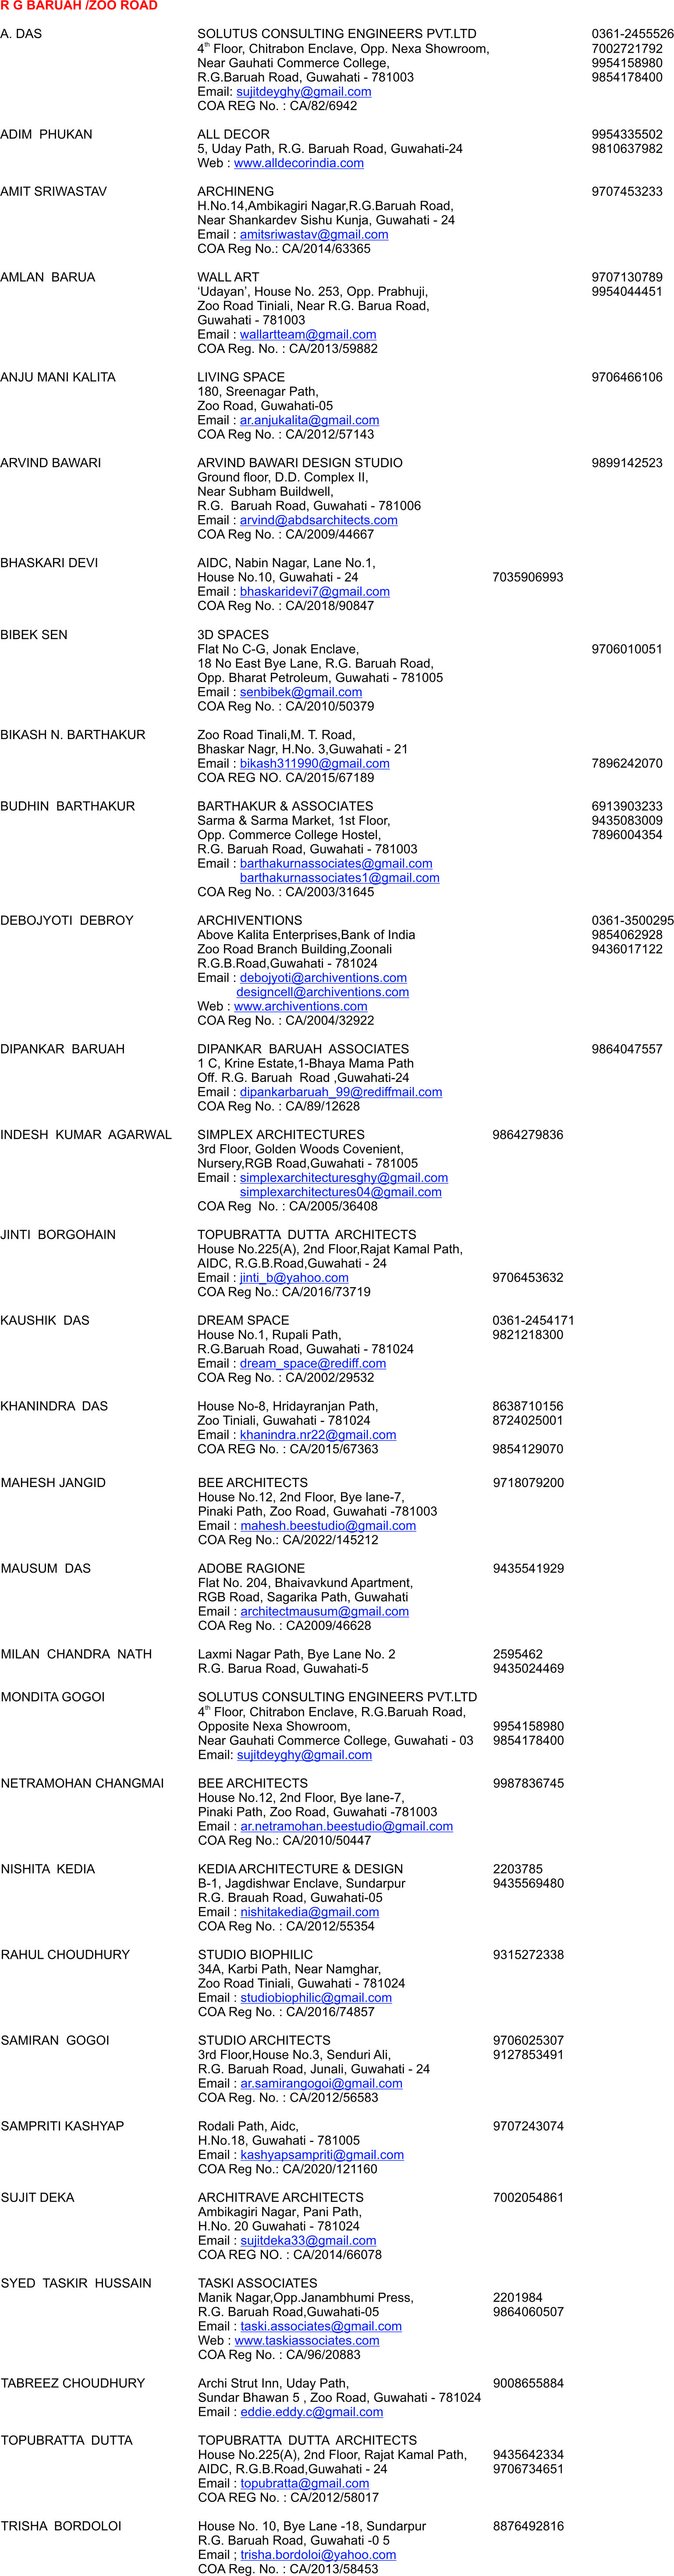 R G BARUAH /ZOO ROAD
A. DAS SOLUTUS CONSULTING ENGINEERS PVT.LTD 0361-2455526
4th Floor, Chitrabon Enclave, Opp. Nexa Showroom, 7002721792
Near Gauhati Commerce College, 9954158980
R.G.Baruah Road, Guwahati - 781003 9854178400
Email: sujitdeyghy@gmail.com
COA REG No. : CA/82/6942
ADIM PHUKAN ALL DECOR 9954335502
5, Uday Path, R.G. Baruah Road, Guwahati-24 9810637982
Web : www.alldecorindia.com
AMIT SRIWASTAV ARCHINENG 9707453233
H.No.14,Ambikagiri Nagar,R.G.Baruah Road,
Near Shankardev Sishu Kunja, Guwahati - 24
Email : amitsriwastav@gmail.com
COA Reg No.: CA/2014/63365
AMLAN BARUA WALL ART 9707130789
‘Udayan’, House No. 253, Opp. Prabhuji, 9954044451
Zoo Road Tiniali, Near R.G. Barua Road,
Guwahati - 781003
Email : wallartteam@gmail.com
COA Reg. No. : CA/2013/59882
ANJU MANI KALITA LIVING SPACE 9706466106
180, Sreenagar Path,
Zoo Road, Guwahati-05
Email : ar.anjukalita@gmail.com
COA Reg No. : CA/2012/57143
ARVIND BAWARI ARVIND BAWARI DESIGN STUDIO 9899142523
Ground floor, D.D. Complex II,
Near Subham Buildwell,
R.G. Baruah Road, Guwahati - 781006
Email : arvind@abdsarchitects.com
COA Reg No. : CA/2009/44667
BHASKARI DEVI AIDC, Nabin Nagar, Lane No.1,
House No.10, Guwahati - 24 7035906993
Email : bhaskaridevi7@gmail.com
COA Reg No. : CA/2018/90847
BIBEK SEN 3D SPACES
Flat No C-G, Jonak Enclave, 9706010051
18 No East Bye Lane, R.G. Baruah Road,
Opp. Bharat Petroleum, Guwahati - 781005
Email : senbibek@gmail.com
COA Reg No. : CA/2010/50379
BIKASH N. BARTHAKUR Zoo Road Tinali,M. T. Road,
Bhaskar Nagr, H.No. 3,Guwahati - 21
Email : bikash311990@gmail.com 7896242070
COA REG NO. CA/2015/67189
BUDHIN BARTHAKUR BARTHAKUR & ASSOCIATES 6913903233
Sarma & Sarma Market, 1st Floor, 9435083009
Opp. Commerce College Hostel, 7896004354
R.G. Baruah Road, Guwahati - 781003
Email : barthakurnassociates@gmail.com
barthakurnassociates1@gmail.com
COA Reg No. : CA/2003/31645
DEBOJYOTI DEBROY ARCHIVENTIONS 0361-3500295
Above Kalita Enterprises,Bank of India 9854062928
Zoo Road Branch Building,Zoonali 9436017122
R.G.B.Road,Guwahati - 781024
Email : debojyoti@archiventions.com
designcell@archiventions.com
Web : www.archiventions.com
COA Reg No. : CA/2004/32922
DIPANKAR BARUAH DIPANKAR BARUAH ASSOCIATES 9864047557
1 C, Krine Estate,1-Bhaya Mama Path
Off. R.G. Baruah Road ,Guwahati-24
Email : dipankarbaruah_99@rediffmail.com
COA Reg No. : CA/89/12628
INDESH KUMAR AGARWAL SIMPLEX ARCHITECTURES 9864279836
3rd Floor, Golden Woods Covenient,
Nursery,RGB Road,Guwahati - 781005
Email : simplexarchitecturesghy@gmail.com
simplexarchitectures04@gmail.com
COA Reg No. : CA/2005/36408
JINTI BORGOHAIN TOPUBRATTA DUTTA ARCHITECTS
House No.225(A), 2nd Floor,Rajat Kamal Path,
AIDC, R.G.B.Road,Guwahati - 24
Email : jinti_b@yahoo.com 9706453632
COA Reg No.: CA/2016/73719
KAUSHIK DAS DREAM SPACE 0361-2454171
House No.1, Rupali Path, 9821218300
R.G.Baruah Road, Guwahati - 781024
Email : dream_space@rediff.com
COA Reg No. : CA/2002/29532
KHANINDRA DAS House No-8, Hridayranjan Path, 8638710156
Zoo Tiniali, Guwahati - 781024 8724025001
Email : khanindra.nr22@gmail.com
COA REG No. : CA/2015/67363 9854129070
MAHESH JANGID BEE ARCHITECTS 9718079200
House No.12, 2nd Floor, Bye lane-7,
Pinaki Path, Zoo Road, Guwahati -781003
Email : mahesh.beestudio@gmail.com
COA Reg No.: CA/2022/145212
MAUSUM DAS ADOBE RAGIONE 9435541929
Flat No. 204, Bhaivavkund Apartment,
RGB Road, Sagarika Path, Guwahati
Email : architectmausum@gmail.com
COA Reg No. : CA2009/46628
MILAN CHANDRA NATH Laxmi Nagar Path, Bye Lane No. 2 2595462
R.G. Barua Road, Guwahati-5 9435024469
MONDITA GOGOI SOLUTUS CONSULTING ENGINEERS PVT.LTD
4th Floor, Chitrabon Enclave, R.G.Baruah Road,
Opposite Nexa Showroom, 9954158980
Near Gauhati Commerce College, Guwahati - 03 9854178400
Email: sujitdeyghy@gmail.com
NETRAMOHAN CHANGMAI BEE ARCHITECTS 9987836745
House No.12, 2nd Floor, Bye lane-7,
Pinaki Path, Zoo Road, Guwahati -781003
Email : ar.netramohan.beestudio@gmail.com
COA Reg No.: CA/2010/50447
NISHITA KEDIA KEDIA ARCHITECTURE & DESIGN 2203785
B-1, Jagdishwar Enclave, Sundarpur 9435569480
R.G. Brauah Road, Guwahati-05
Email : nishitakedia@gmail.com
COA Reg No. : CA/2012/55354
RAHUL CHOUDHURY STUDIO BIOPHILIC 9315272338
34A, Karbi Path, Near Namghar,
Zoo Road Tiniali, Guwahati - 781024
Email : studiobiophilic@gmail.com
COA Reg No. : CA/2016/74857
SAMIRAN GOGOI STUDIO ARCHITECTS 9706025307
3rd Floor,House No.3, Senduri Ali, 9127853491
R.G. Baruah Road, Junali, Guwahati - 24
Email : ar.samirangogoi@gmail.com
COA Reg. No. : CA/2012/56583
SAMPRITI KASHYAP Rodali Path, Aidc, 9707243074
H.No.18, Guwahati - 781005
Email : kashyapsampriti@gmail.com
COA Reg No.: CA/2020/121160
SUJIT DEKA ARCHITRAVE ARCHITECTS 7002054861
Ambikagiri Nagar, Pani Path,
H.No. 20 Guwahati - 781024
Email : sujitdeka33@gmail.com
COA REG NO. : CA/2014/66078
SYED TASKIR HUSSAIN TASKI ASSOCIATES
Manik Nagar,Opp.Janambhumi Press, 2201984
R.G. Baruah Road,Guwahati-05 9864060507
Email : taski.associates@gmail.com
Web : www.taskiassociates.com
COA Reg No. : CA/96/20883
TABREEZ CHOUDHURY Archi Strut Inn, Uday Path, 9008655884
Sundar Bhawan 5 , Zoo Road, Guwahati - 781024
Email : eddie.eddy.c@gmail.com
TOPUBRATTA DUTTA TOPUBRATTA DUTTA ARCHITECTS
House No.225(A), 2nd Floor, Rajat Kamal Path, 9435642334
AIDC, R.G.B.Road,Guwahati - 24 9706734651
Email : topubratta@gmail.com
COA REG No. : CA/2012/58017
TRISHA BORDOLOI House No. 10, Bye Lane -18, Sundarpur 8876492816
R.G. Baruah Road, Guwahati -0 5
Email ; trisha.bordoloi@yahoo.com
COA Reg. No. : CA/2013/58453